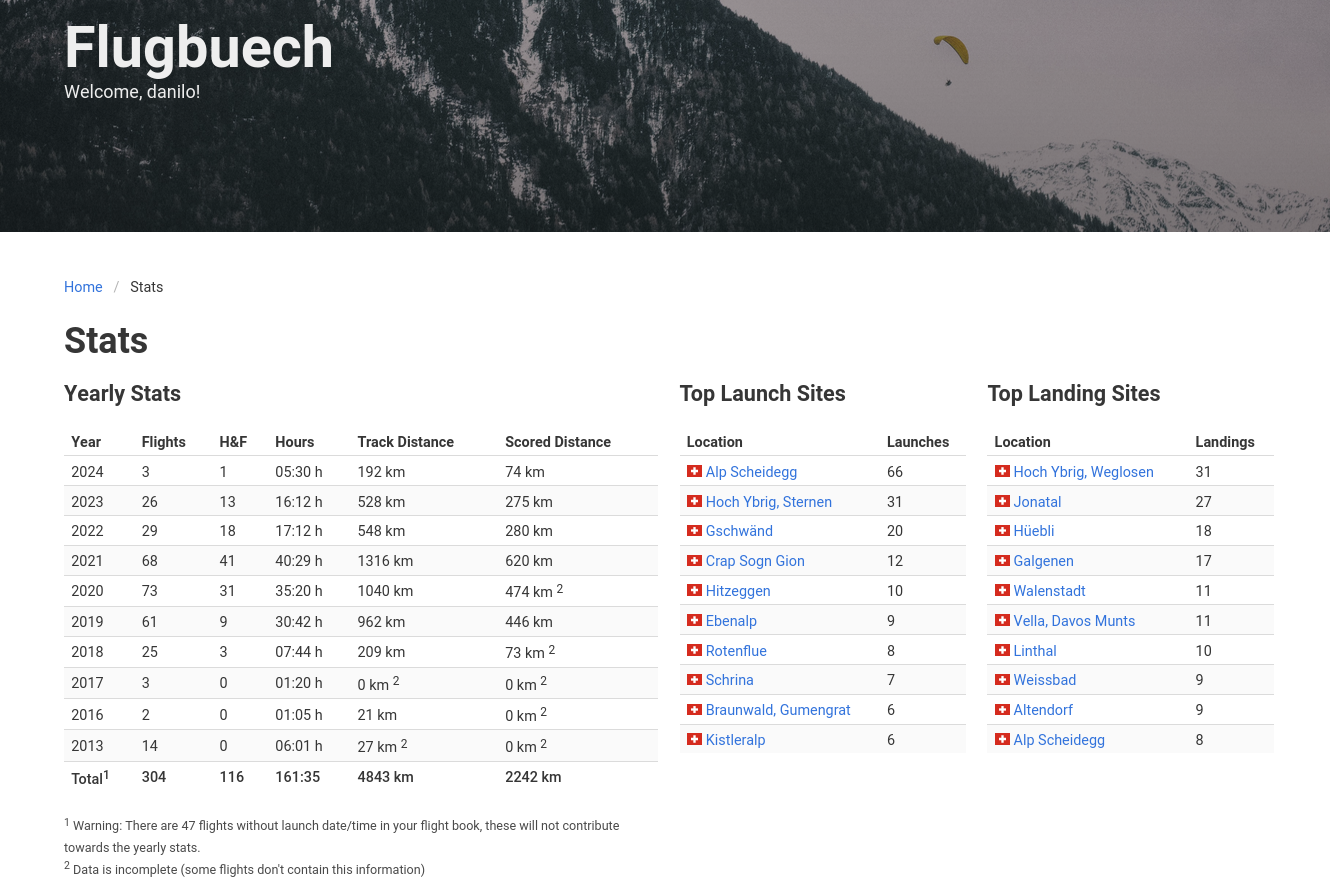 Flugbuech
Welcome, danilo!
Home / Stats
Stats
Yearly Stats
Year Flights H&F Hours Track Distance Scored Distance
2024 3 1 05:30 h 192 km 74 km
2023 26 13 16:12 h 528 km 275 km
2022 29 18 17:12 h 548 km 280 km
2021 68 41 40:29 h 1316 km 620 km
2020 73 31 35:20 h 1040 km 474 km 2
2019 61 9 30:42 h 962 km 446 km
2018 25 3 07:44 h 209 km 73 km 2
2017 3 0 01:20 h 0 km 2 0 km 2
2016 2 0 01:05 h 21 km 0 km 2
2013 14 0 06:01 h 27 km 2 0 km 2
Total1 304 116 161:35 4843 km 2242 km
1 Warning: There are 47 flights without launch date/time in your flight book, these will not contribute
towards the yearly stats.
2 Data is incomplete (some flights don't contain this information)
Top Launch Sites
Location Launches
Alp Scheidegg 66
Hoch Ybrig, Sternen 31
Gschwänd 20
Crap Sogn Gion 12
Hitzeggen 10
Ebenalp 9
Rotenflue 8
Schrina 7
Braunwald, Gumengrat 6
Kistleralp 6
Top Landing Sites
Location Landings
Hoch Ybrig, Weglosen 31
Jonatal 27
Hüebli 18
Galgenen 17
Walenstadt 11
Vella, Davos Munts 11
Linthal 10
Weissbad 9
Altendorf 9
Alp Scheidegg 8